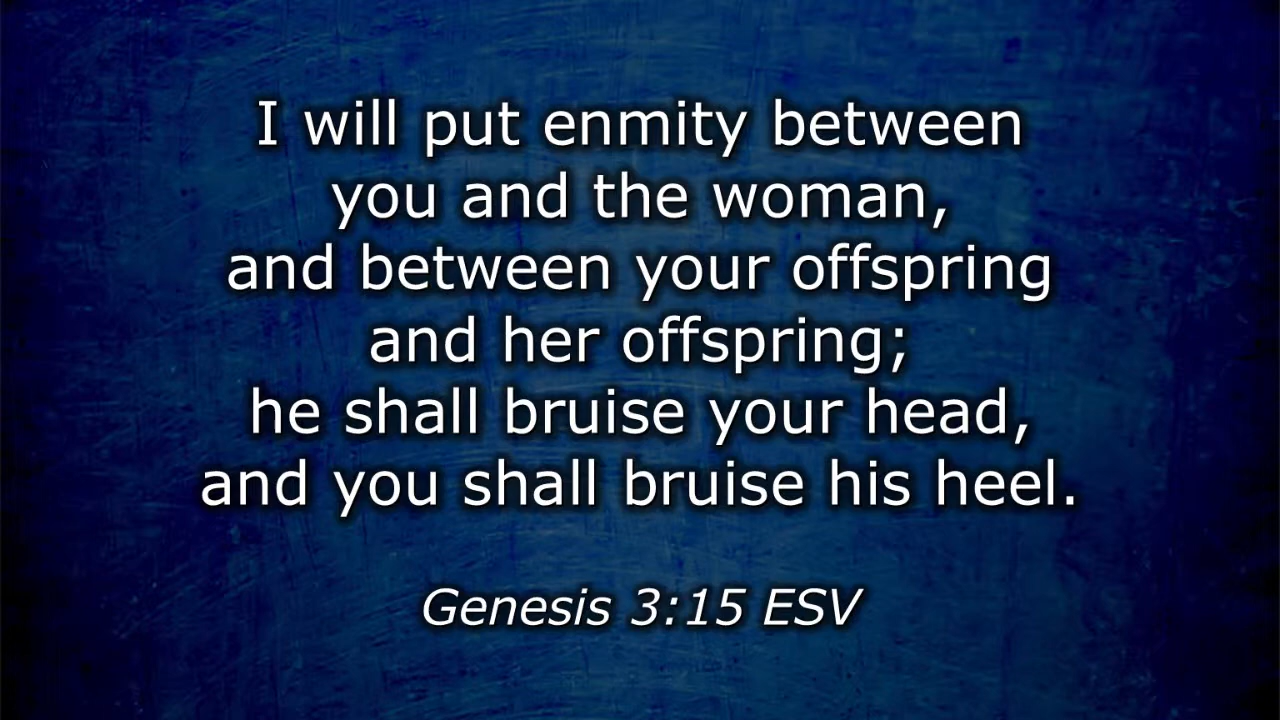 I will put enmity between
you and the woman,
and between your offspring
and her offspring;
he shall bruise your head,
and you shall bruise his heel.
Genesis 3:15 ESV